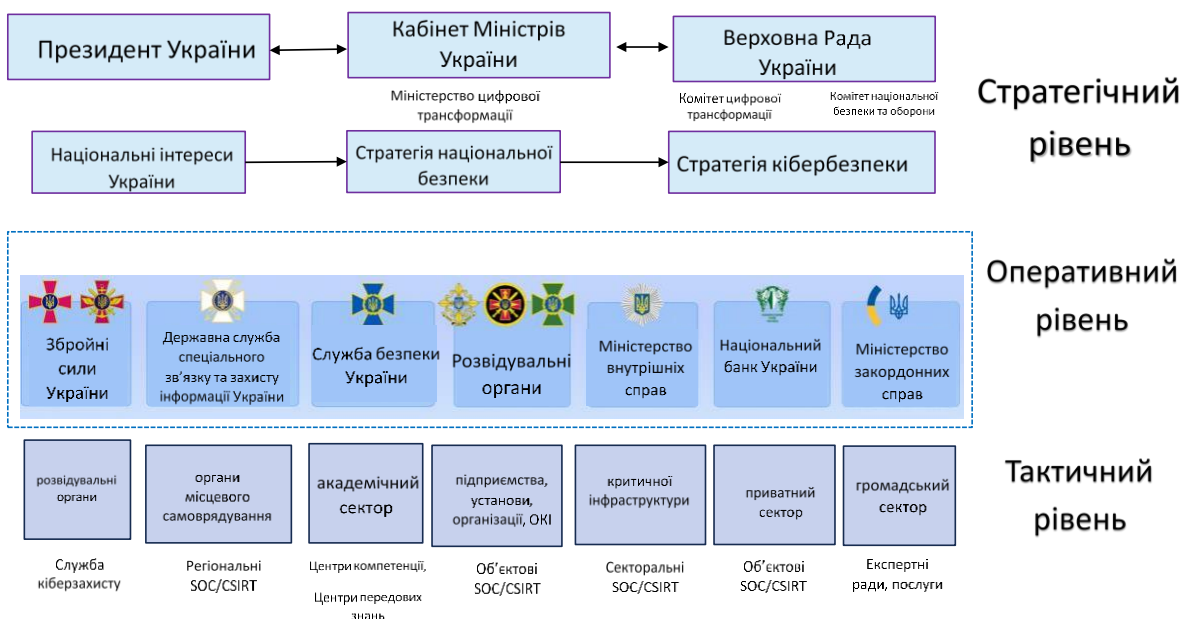 Президент України
Кабінет Міністрів
України
Верховна Рада
України
Міністерство цифрової
трансформації
Комітет цифрової
трансформації
Комітет національної
безпеки та оборони
Стратегічний
рівень
Національні інтереси
України
Стратегія національної
безпеки
Стратегія кібербезпеки
Оперативний
рівень
Збройні
сили
України
Державна служба
спеціального
зв’язку та захисту
інформації України
Служба безпеки
України
Розвідувальні
органи
Міністерство
внутрішніх
справ
Національний
банк України
Міністерство
закордонних
справ
Тактичний
рівень
розвідувальні
органи
органи
місцевого
самоврядування
академічний
сектор
підприємства,
установи,
організації, ОКІ
критичної
інфраструктури
приватний
сектор
громадський
сектор
Служба
кіберзахисту
Регіональні
SOC/CSIRT
Центри компетенції,
Центри передових
знань
Об’єктові
SOC/CSIRT
Секторальні
SOC/CSIRT
Об’єктові
SOC/CSIRT
Експертні
ради, послуги